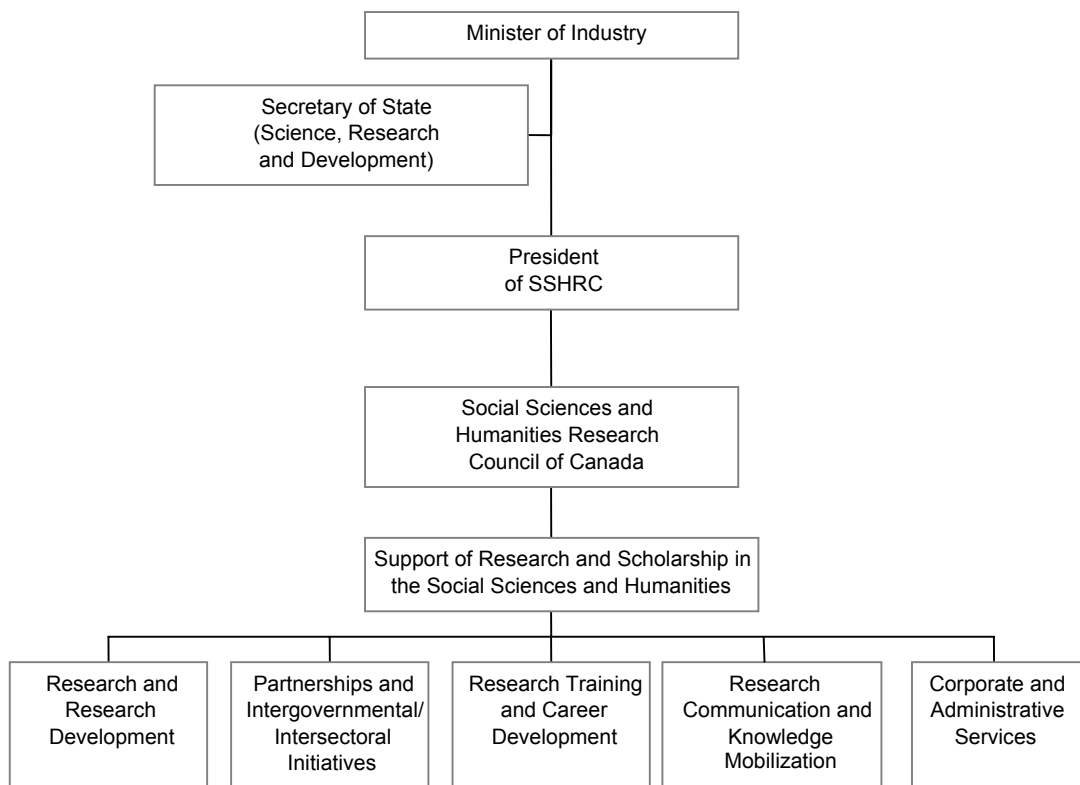 Minister of Industry
Secretary of State
(Science, Research
and Development)
President
of SSHRC
Social Sciences and
Humanities Research
Council of Canada
Support of Research and Scholarship in
the Social Sciences and Humanities
Research and
Research
Development
Partnerships and
Intergovernmental/
Intersectoral
Initiatives
Research Training
and Career
Development
Research
Communication and
Knowledge
Mobilization
Corporate and
Administrative
Services